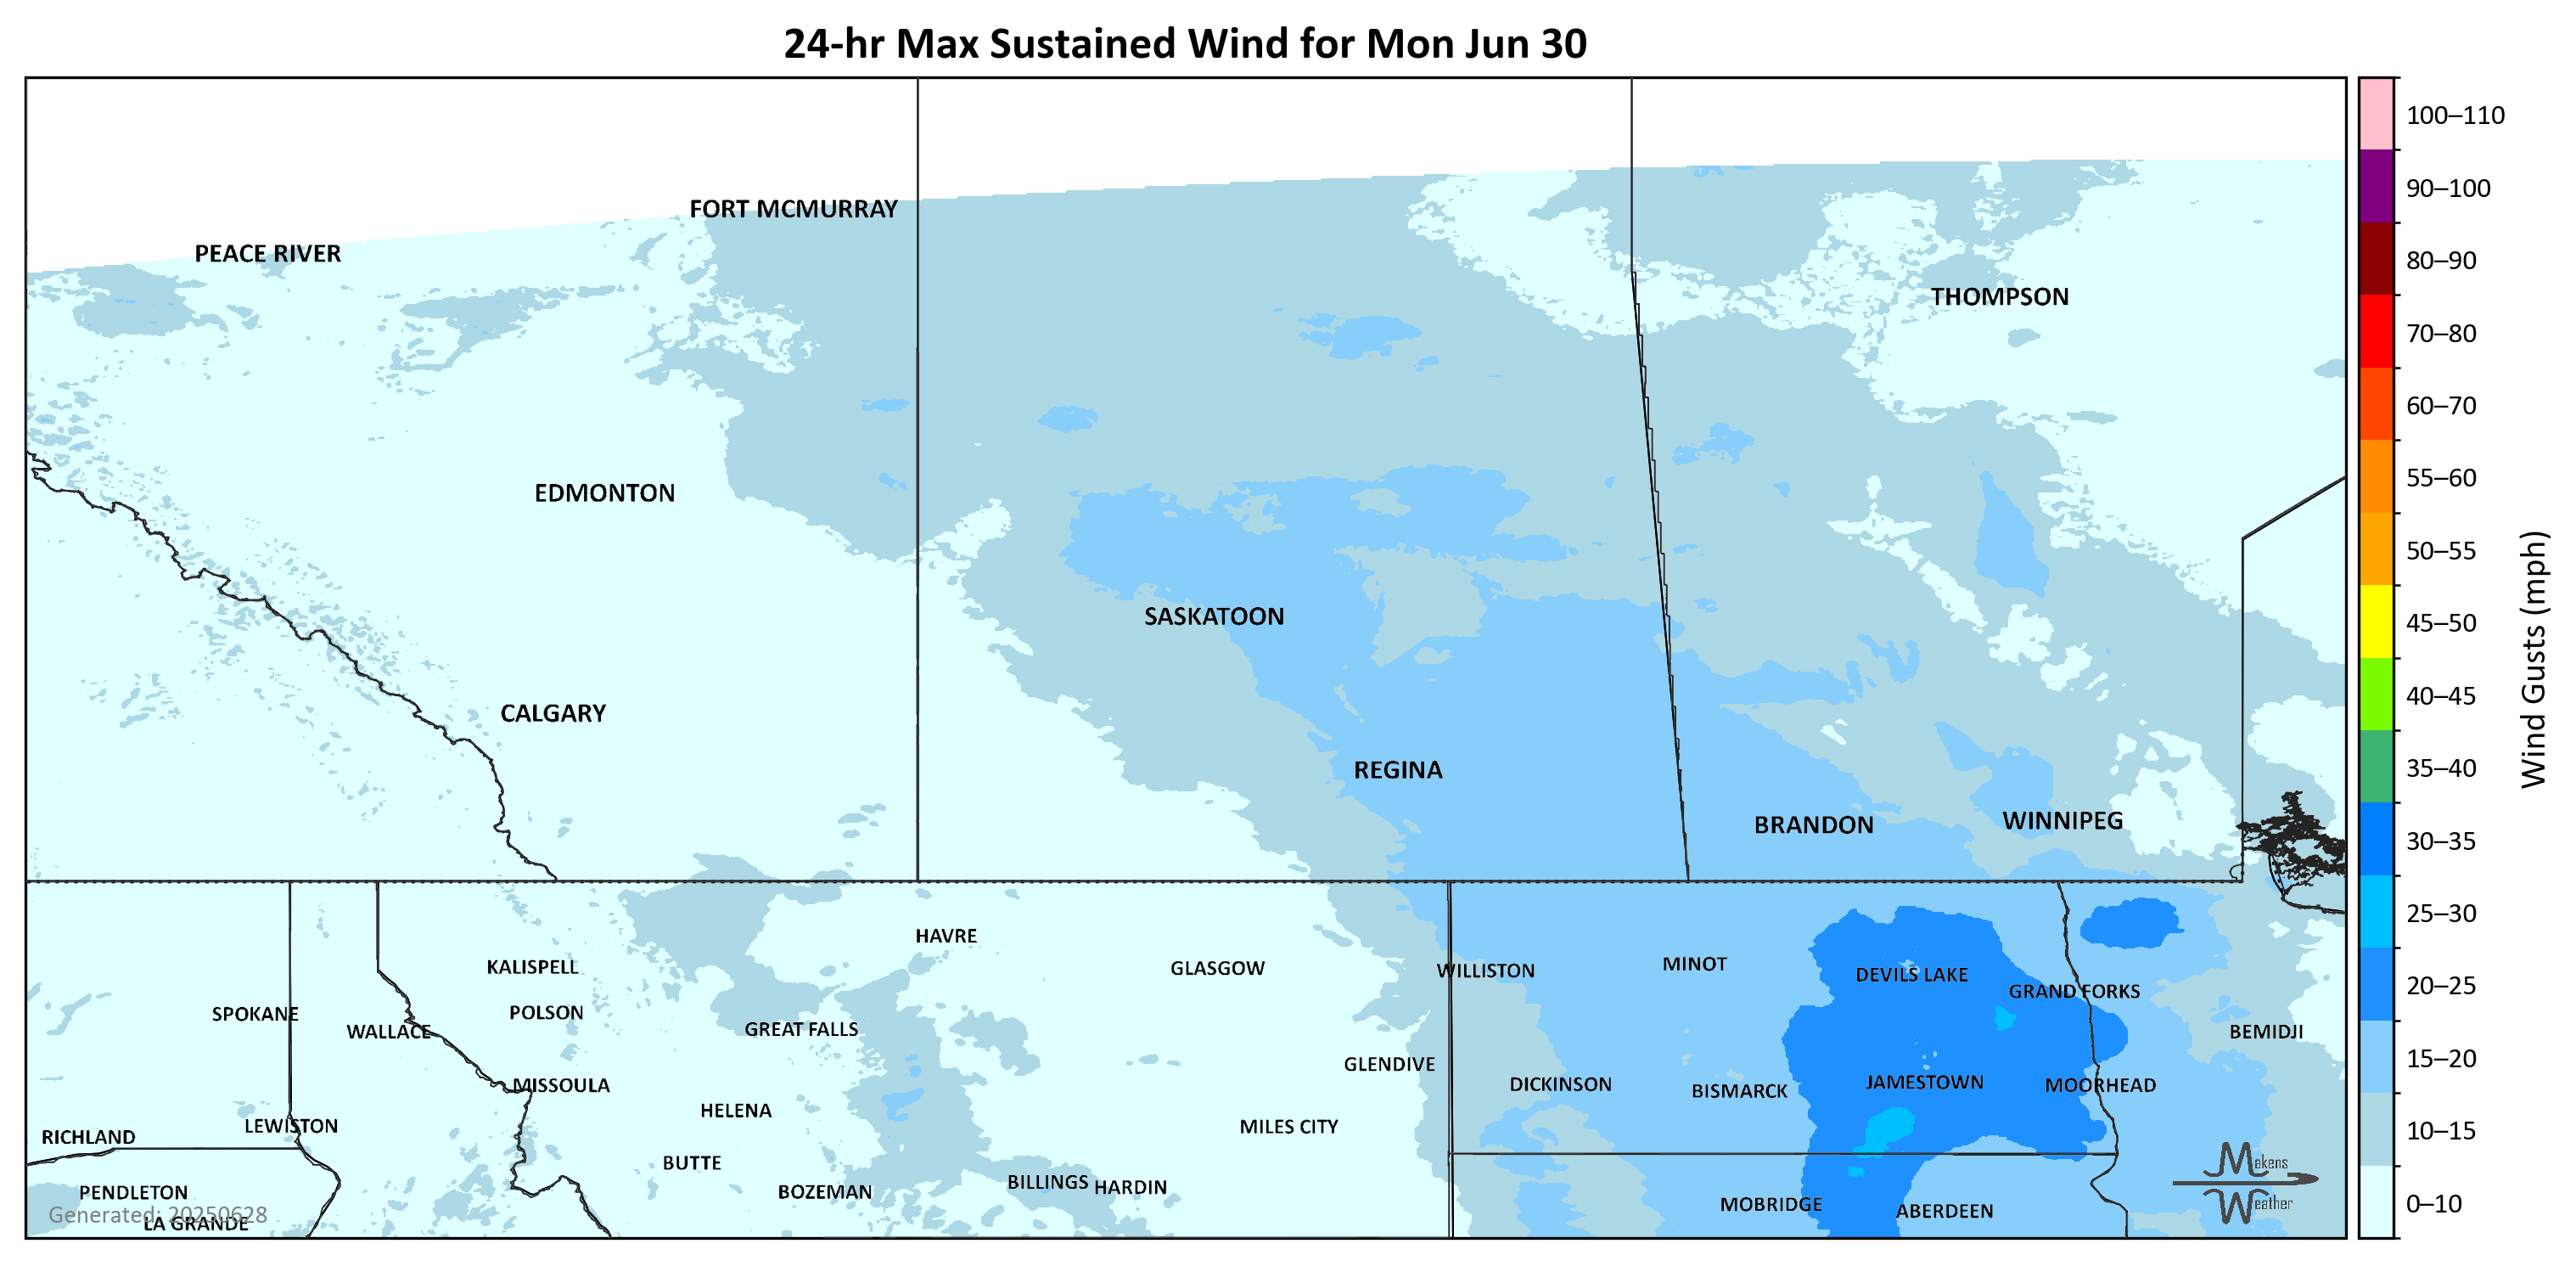 24-hr Max Sustained Wind for Mon Jun 30
100–110
90–100
80–90
70–80
60–70
55–60
50–55
45–50
40–45
35–40
30–35
25–30
20–25
15–20
10–15
0–10
Wind Gusts (mph)
FORT MCMURRAY
PEACE RIVER
THOMPSON
EDMONTON
SASKATOON
CALGARY
REGINA
BRANDON
WINNIPEG
HAVRE
KALISPELL
GLASGOW
WILLISTON
MINOT
DEVILS LAKE
GRAND FORKS
SPOKANE
POLSON
WALLACE
GREAT FALLS
BEMIDJI
GLENDIVE
MISSOULA
DICKINSON
BISMARCK
JAMESTOWN
MOORHEAD
HELENA
LEWISTON
MILES CITY
RICHLAND
BUTTE
BILLINGS
HARDIN
PENDLETON
BOZEMAN
MOBRIDGE
ABERDEEN
Generated: 20250628
LA GRANDE
Makens
Weather